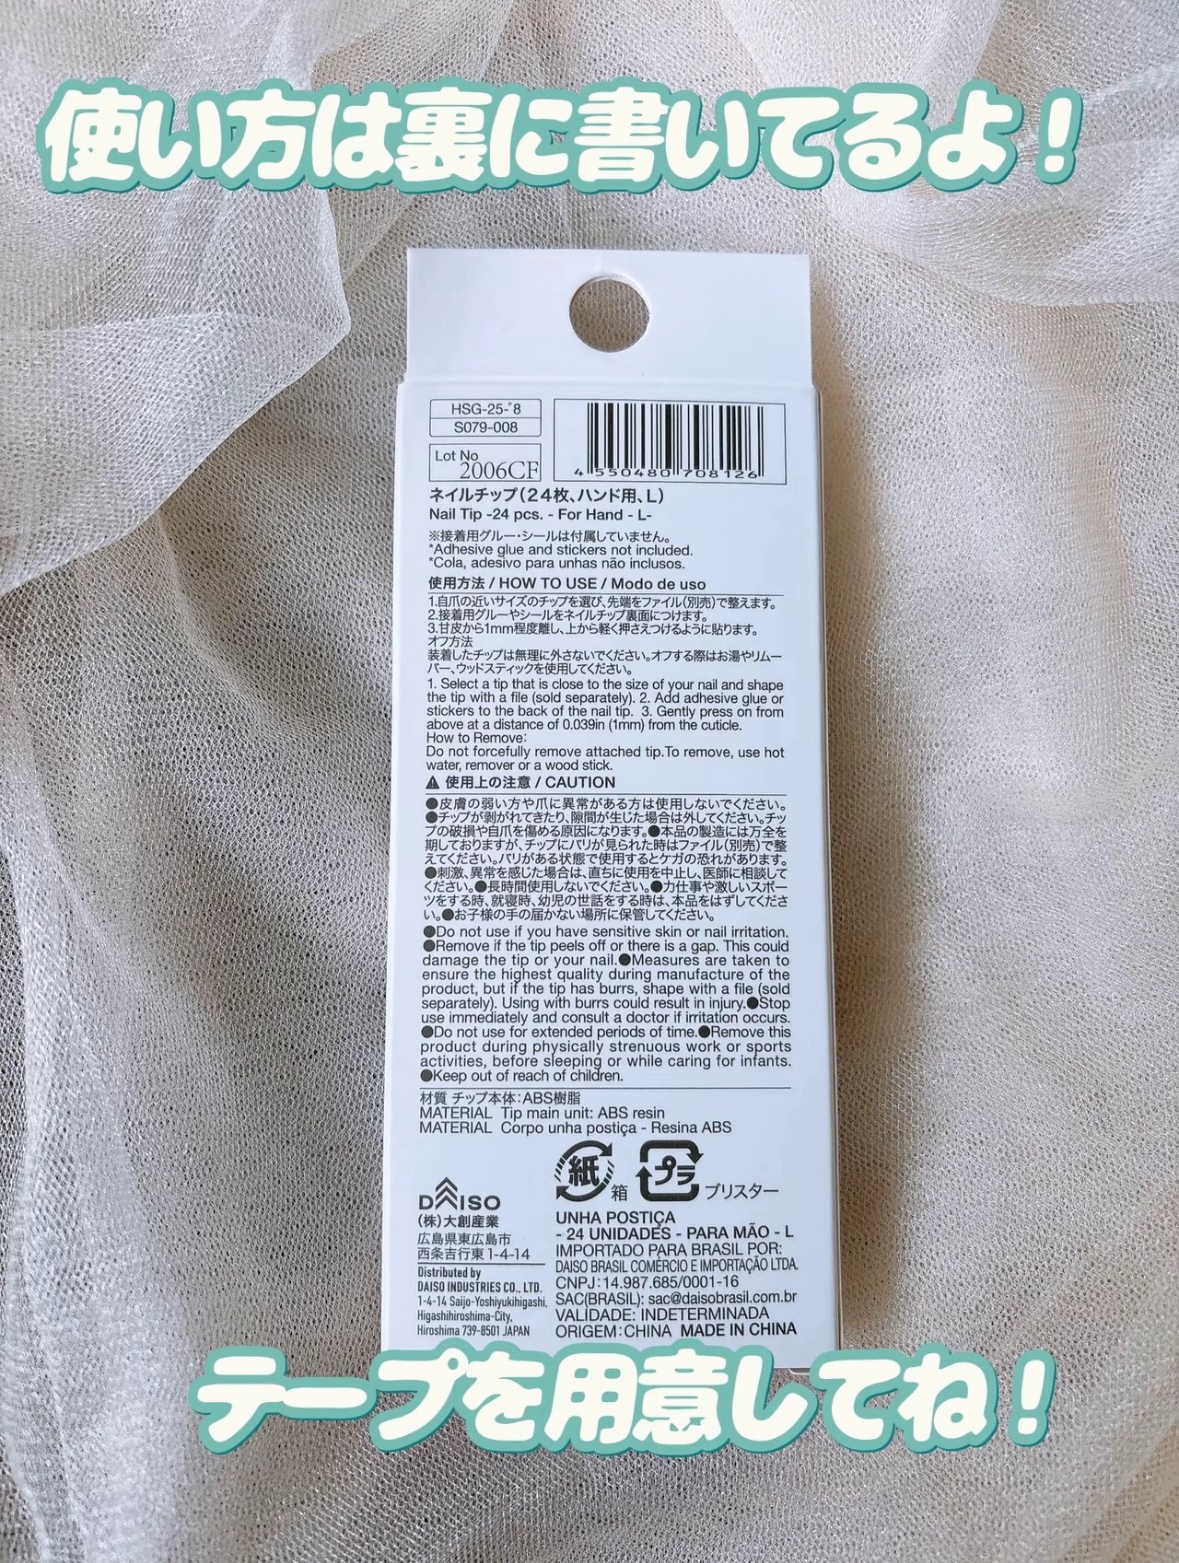 使い方は裏に書いてるよ！
HSG-25-˚8
S079-008
Lot No
2006CF
4 550480 708126
ネイルチップ(24枚、ハンド用、L)
Nail Tip -24 pcs. - For Hand - L-
※接着用グルー・シールは付属していません。
*Adhesive glue and stickers not included.
*Cola, adesivo para unhas não inclusos.
使用方法 / HOW TO USE / Modo de uso
1.自爪の近いサイズのチップを選び、先端をファイル(別売)で整えます。
2.接着用グルーやシールをネイルチップ裏面につけます。
3.甘皮から1mm程度離し、上から軽く押さえつけるように貼ります。
オフ方法
装着したチップは無理に外さないでください。オフする際はお湯やリムー
バー、ウッドスティックを使用してください。
1. Select a tip that is close to the size of your nail and shape
the tip with a file (sold separately). 2. Add adhesive glue or
stickers to the back of the nail tip. 3. Gently press on from
above at a distance of 0.039in (1mm) from the cuticle.
How to Remove:
Do not forcefully remove attached tip.To remove, use hot
water, remover or a wood stick.
⚠ 使用上の注意 / CAUTION
●皮膚の弱い方や爪に異常がある方は使用しないでください。
●チップが剥がれてきたり、隙間が生じた場合は外してください。チッ
プの破損や自爪を傷める原因になります。●本品の製造には万全を
期しておりますが、チップにバリが見られた時はファイル(別売)で整
えてください。バリがある状態で使用するとケガの恐れがあります。
●刺激、異常を感じた場合は、直ちに使用を中止し、医師に相談して
ください。●長時間使用しないでください。●力仕事や激しいスポー
ツをする時、就寝時、幼児の世話をする時は、本品をはずしてくださ
い。●お子様の手の届かない場所に保管してください。
●Do not use if you have sensitive skin or nail irritation.
●Remove if the tip peels off or there is a gap. This could
damage the tip or your nail.●Measures are taken to
ensure the highest quality during manufacture of the
product, but if the tip has burrs, shape with a file (sold
separately). Using with burrs could result in injury.●Stop
use immediately and consult a doctor if irritation occurs.
●Do not use for extended periods of time.●Remove this
product during physically strenuous work or sports
activities, before sleeping or while caring for infants.
●Keep out of reach of children.
材質 チップ本体:ABS樹脂
MATERIAL Tip main unit: ABS resin
MATERIAL Corpo unha postiça - Resina ABS
紙 箱
プラ ブリスター
DAISO
(株)大創産業
広島県東広島市
西条吉行東 1-4-14
Distributed by
DAISO INDUSTRIES CO., LTD.
1-4-14 Saijo-Yoshiyukihigashi,
Higashihiroshima-City,
Hiroshima 739-8501 JAPAN
UNHA POSTIÇA
- 24 UNIDADES - PARA MÃO - L
IMPORTADO PARA BRASIL POR:
DAISO BRASIL COMÉRCIO E IMPORTAÇÃO LTDA.
CNPJ:14.987.685/0001-16
SAC(BRASIL): sac@daisobrasil.com.br
VALIDADE: INDETERMINADA
ORIGEM:CHINA MADE IN CHINA
テープを用意してね！